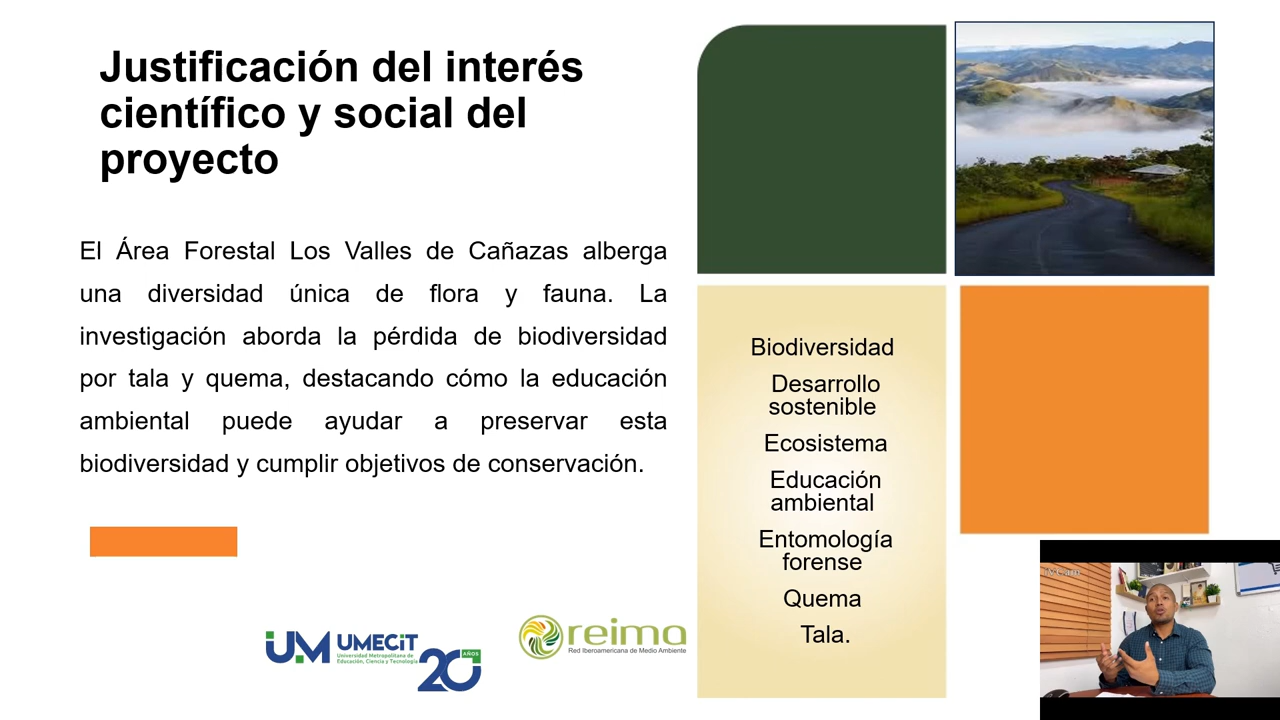 Justificación del interés
científico y social del
proyecto
El Área Forestal Los Valles de Cañazas alberga
una diversidad única de flora y fauna. La
investigación aborda la pérdida de biodiversidad
por tala y quema, destacando cómo la educación
ambiental puede ayudar a preservar esta
biodiversidad y cumplir objetivos de conservación.
Biodiversidad
Desarrollo
sostenible
Ecosistema
Educación
ambiental
Entomología
forense
Quema
Tala.
UM UMECIT
Universidad Metropolitana de
Educación, Ciencia y Tecnología
20 AÑOS
reima
Red Iberoamericana de Medio Ambiente